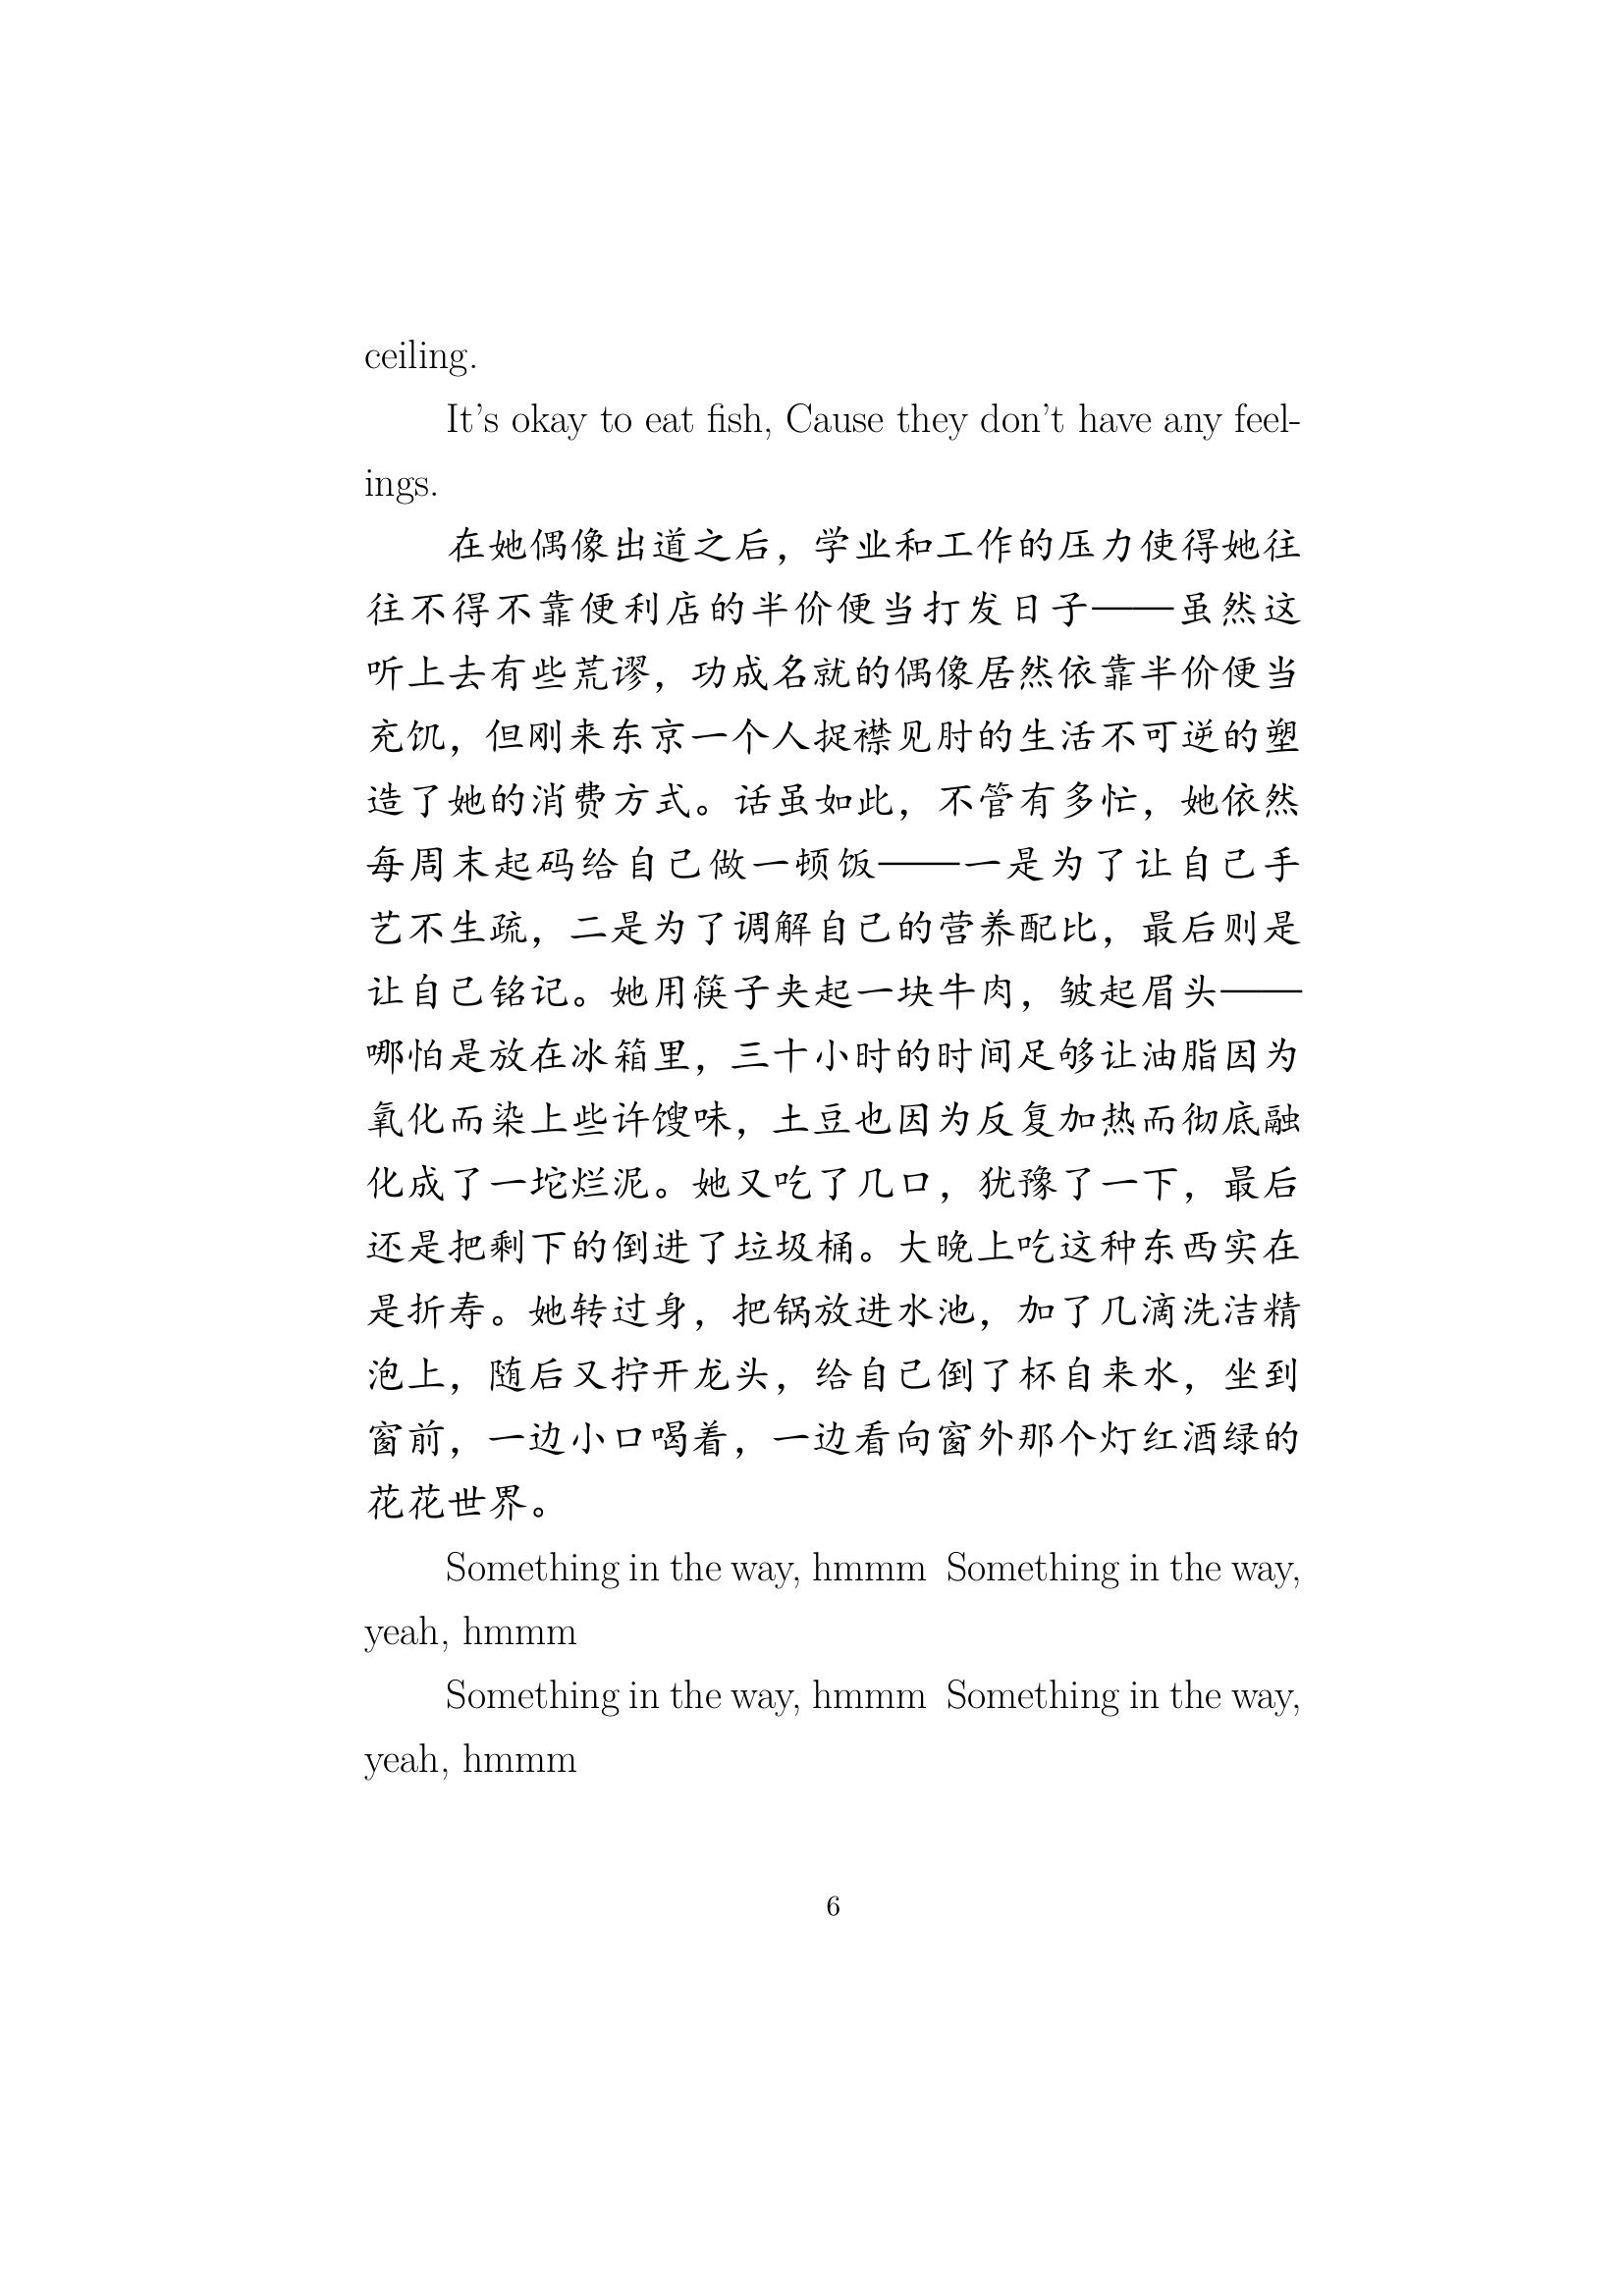 ceiling.
It's okay to eat fish, Cause they don't have any feel-
ings.
在她偶像出道之后，学业和工作的压力使得她往
往不得不靠便利店的半价便当打发日子——虽然这
听上去有些荒谬，功成名就的偶像居然依靠半价便当
充饥，但刚来东京一个人捉襟见肘的生活不可逆的塑
造了她的消费方式。话虽如此，不管有多忙，她依然
每周末起码给自己做一顿饭——一是为了让自己手
艺不生疏，二是为了调解自己的营养配比，最后则是
让自己铭记。她用筷子夹起一块牛肉，皱起眉头——
哪怕是放在冰箱里，三十小时的时间足够让油脂因为
氧化而染上些许馊味，土豆也因为反复加热而彻底融
化成了一坨烂泥。她又吃了几口，犹豫了一下，最后
还是把剩下的倒进了垃圾桶。大晚上吃这种东西实在
是折寿。她转过身，把锅放进水池，加了几滴洗洁精
泡上，随后又拧开龙头，给自己倒了杯自来水，坐到
窗前，一边小口喝着，一边看向窗外那个灯红酒绿的
花花世界。
Something in the way, hmmm Something in the way,
yeah, hmmm
Something in the way, hmmm Something in the way,
yeah, hmmm
6